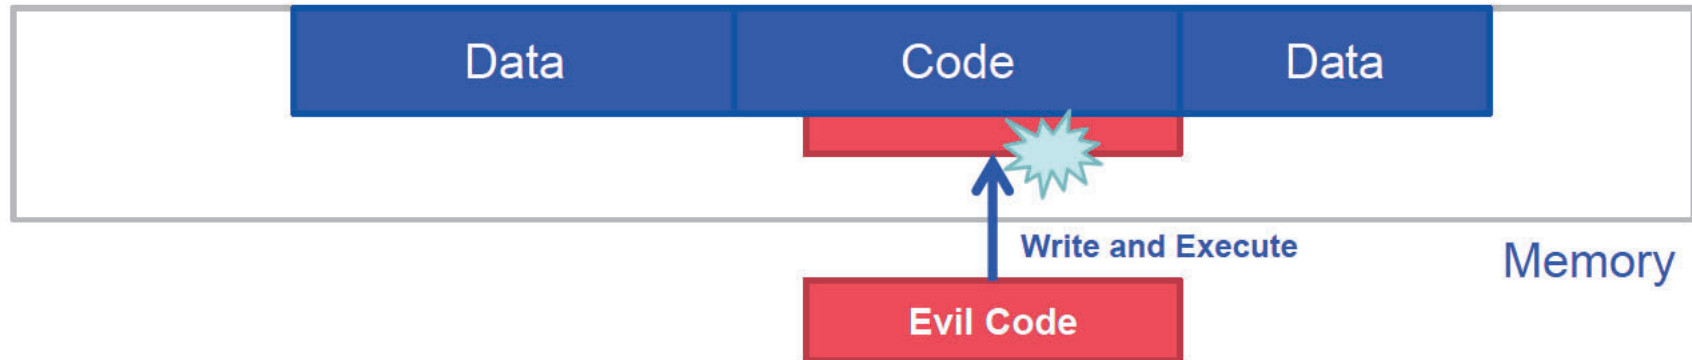 Data Code Data
Write and Execute
Memory
Evil Code